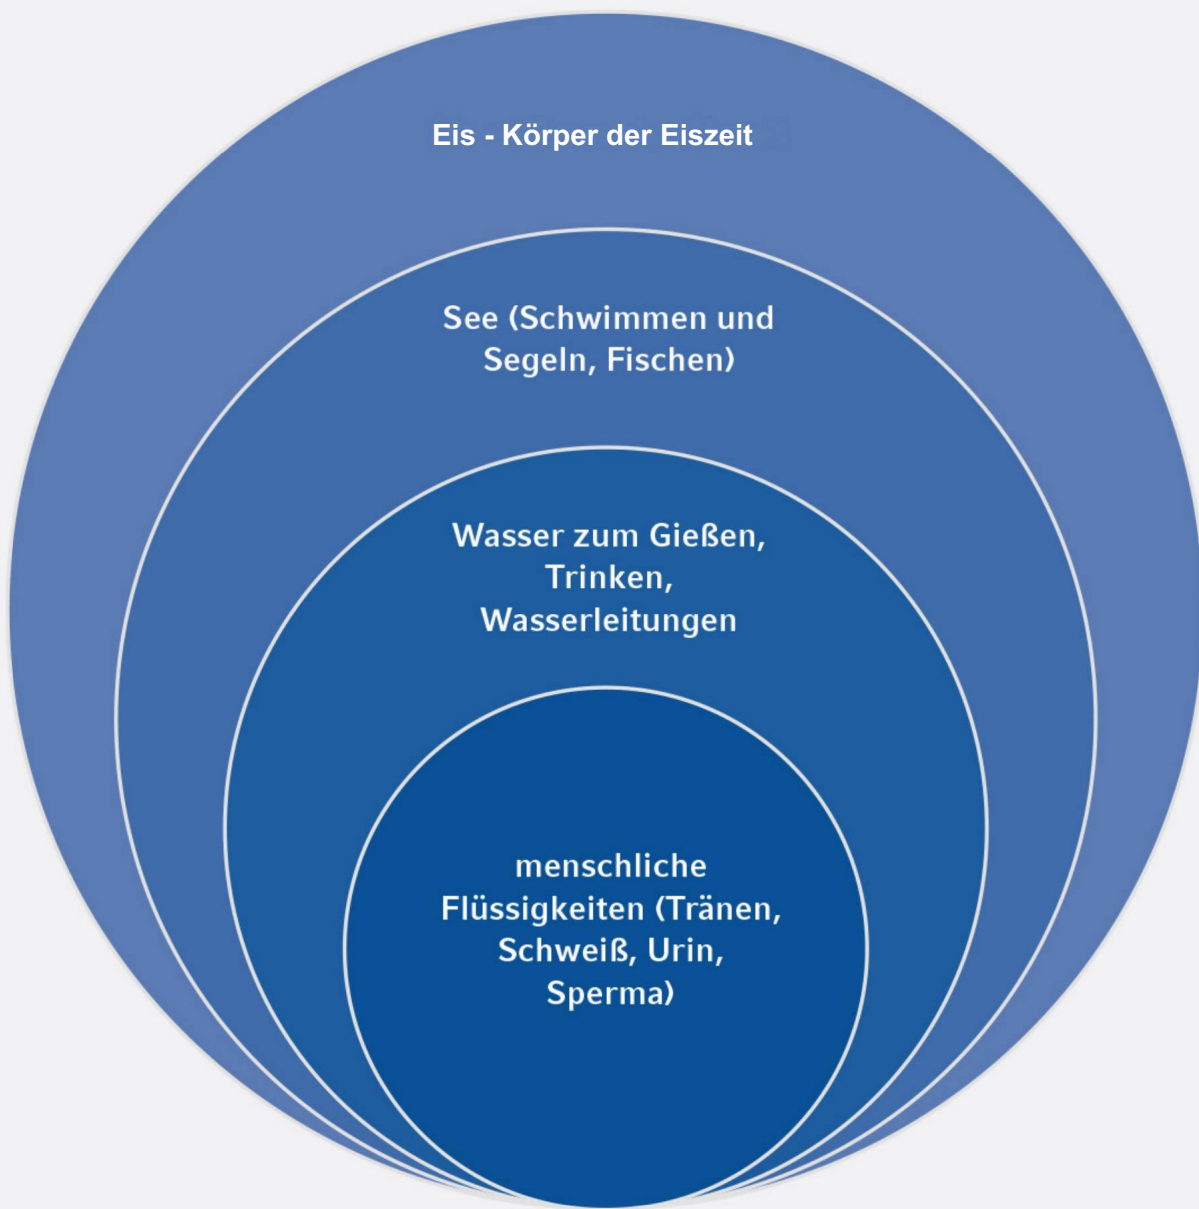 Eis - Körper der Eiszeit
See (Schwimmen und
Segeln, Fischen)
Wasser zum Gießen,
Trinken,
Wasserleitungen
menschliche
Flüssigkeiten (Tränen,
Schweiß, Urin,
Sperma)